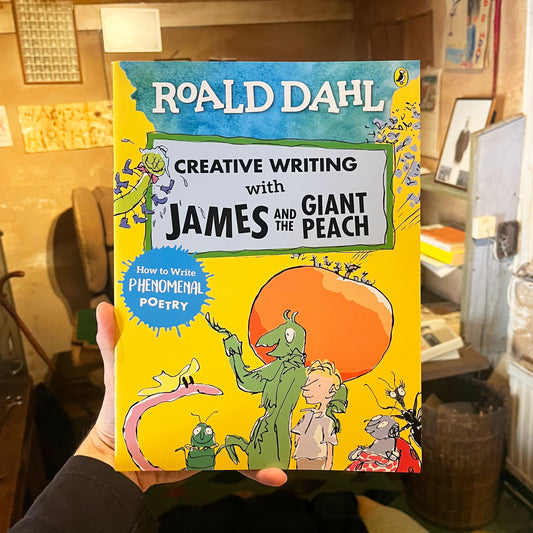 ROALD DAHL
CREATIVE WRITING
with
JAMES AND THE GIANT PEACH
How to Write
PHENOMENAL
POETRY